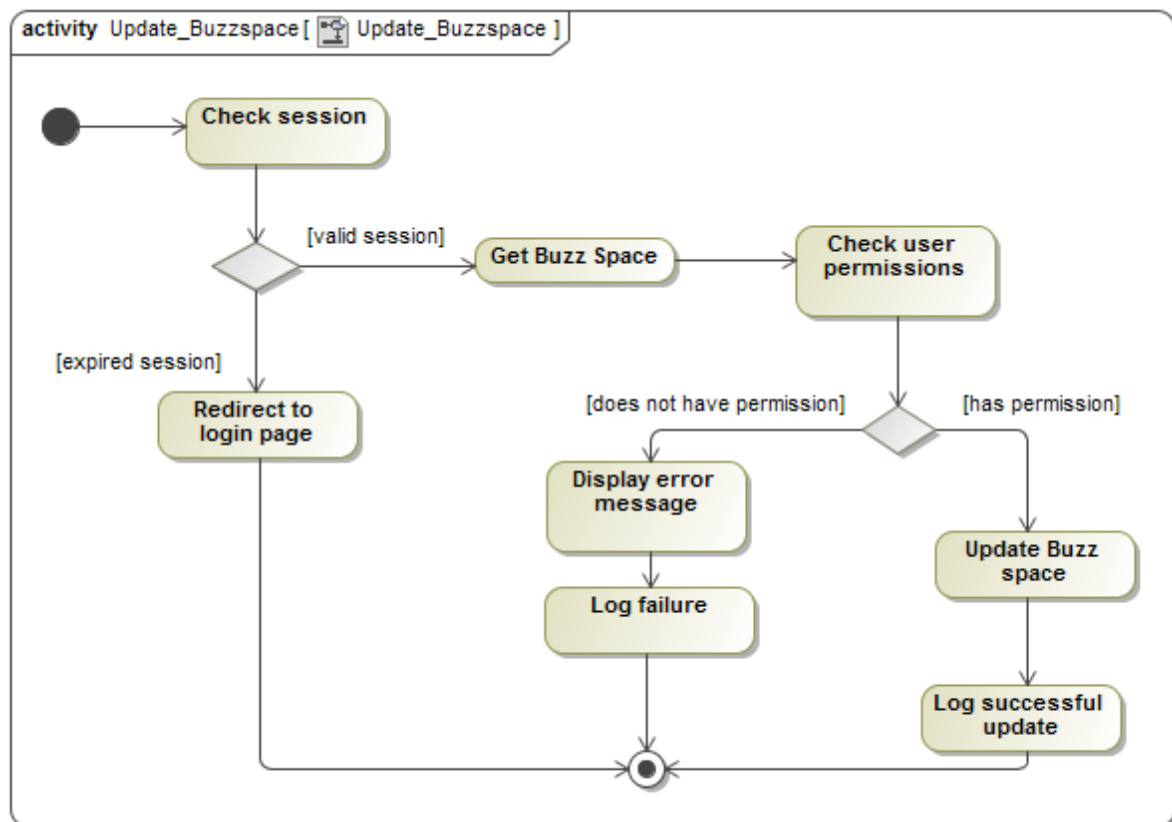 activity Update_Buzzspace [ Update_Buzzspace ]
Check session
[valid session]
Get Buzz Space
Check user
permissions
[expired session]
Redirect to
login page
[does not have permission]
[has permission]
Display error
message
Update Buzz
space
Log failure
Log successful
update